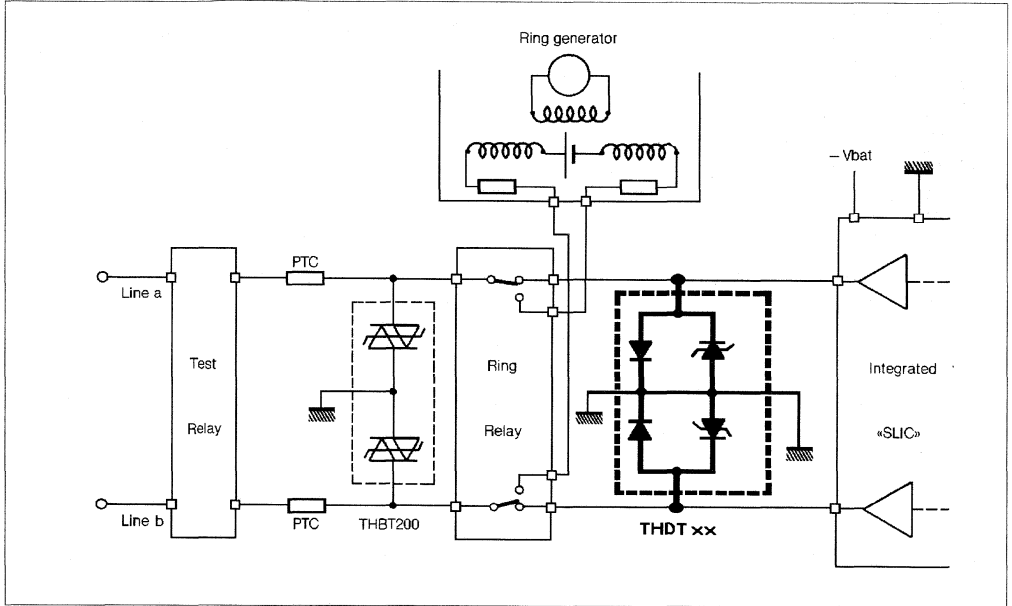 Ring generator
– Vbat
PTC
Line a
Test
Relay
Ring
Relay
Integrated
«SLIC»
Line b
PTC
THBT200
THDT xx